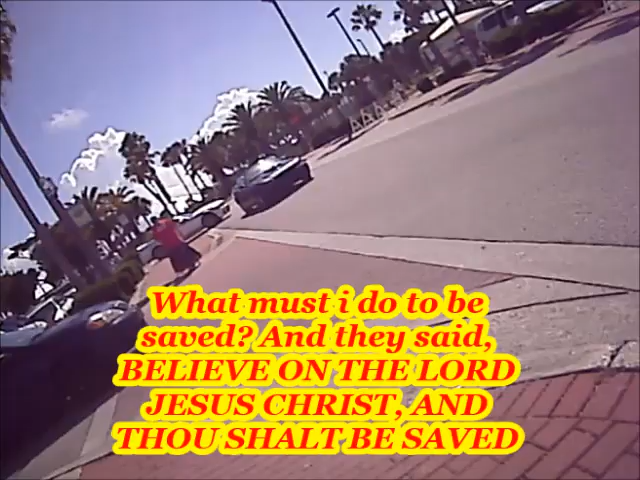 What must i do to be
saved? And they said,
BELIEVE ON THE LORD
JESUS CHRIST, AND
THOU SHALT BE SAVED